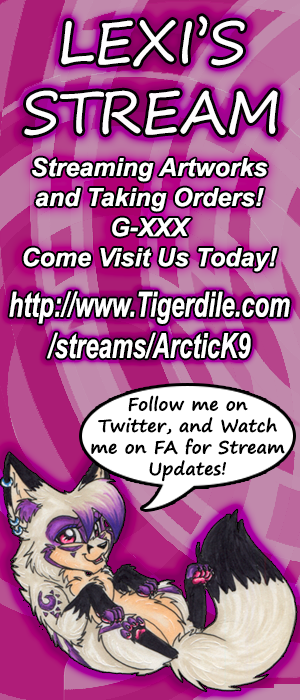 LEXI'S
STREAM
Streaming Artworks
and Taking Orders!
G-XXX
Come Visit Us Today!
http://www.Tigerdile.com
/streams/ArcticK9
Follow me on
Twitter, and Watch
me on FA for Stream
Updates!